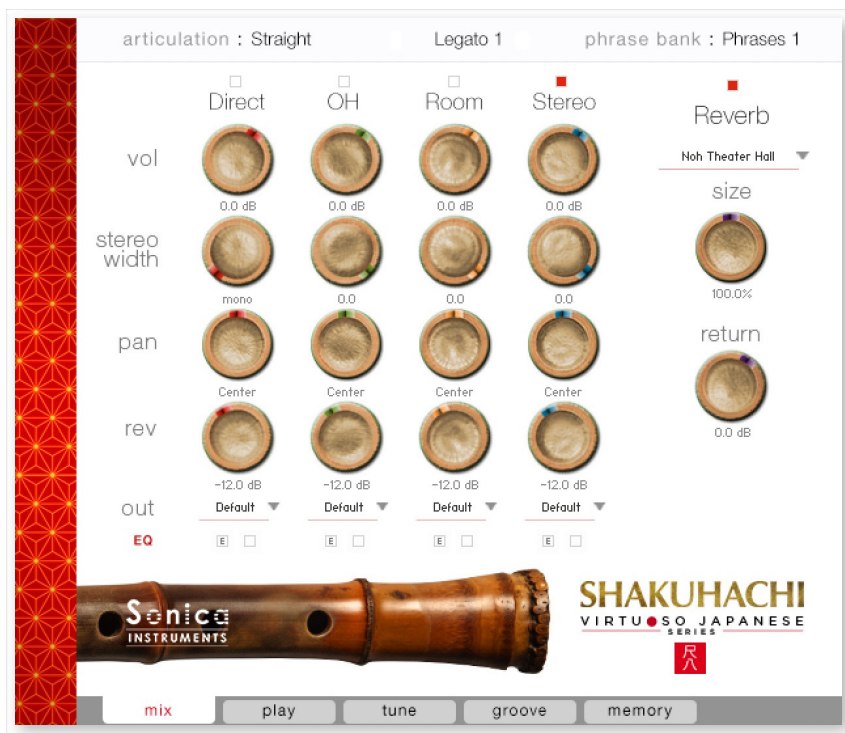 articulation : Straight Legato 1 phrase bank : Phrases 1
Direct OH Room Stereo Reverb
vol
0.0 dB 0.0 dB 0.0 dB 0.0 dB
Noh Theater Hall
size
stereo
width
mono 0.0 0.0 0.0
100.0%
pan
Center Center Center Center
return
rev
-12.0 dB -12.0 dB -12.0 dB -12.0 dB
0.0 dB
out Default Default Default Default
EQ E E E E
Sonica
INSTRUMENTS
SHAKUHACHI
VIRTUOSO JAPANESE
SERIES
尺
八
mix play tune groove memory